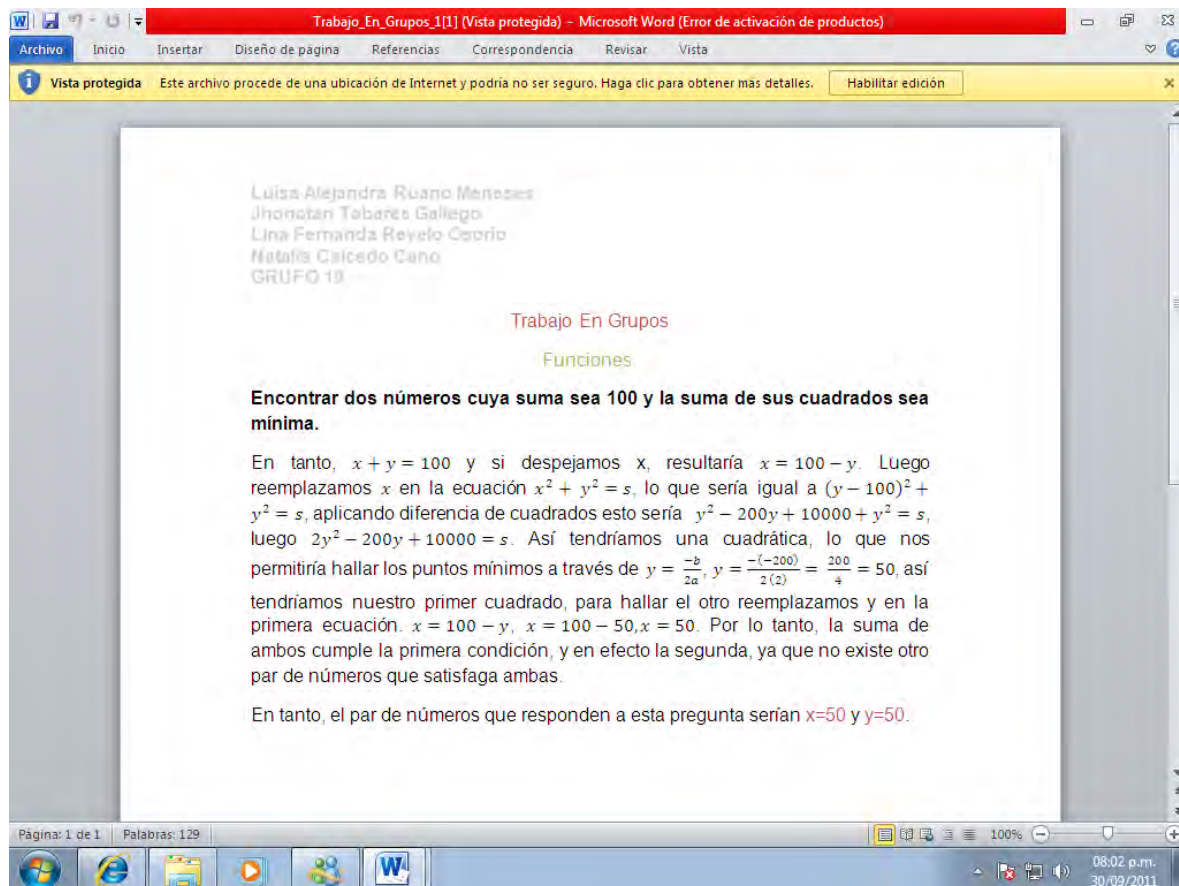 Trabajo_En_Grupos_1[1] (Vista protegida) - Microsoft Word (Error de activación de productos)
Archivo Inicio Insertar Diseño de página Referencias Correspondencia Revisar Vista
Vista protegida Este archivo procede de una ubicación de Internet y podría no ser seguro. Haga clic para obtener más detalles. Habilitar edición
Luisa Alejandra Ruano Meneses
Jhonatan Tabares Gallego
Lina Fernanda Revelo Osorio
Natalia Caicedo Cano
GRUPO 19
Trabajo En Grupos
Funciones
Encontrar dos números cuya suma sea 100 y la suma de sus cuadrados sea
mínima.
En tanto, x + y = 100 y si despejamos x, resultaría x = 100 − y. Luego
reemplazamos x en la ecuación x² + y² = s, lo que sería igual a (y − 100)² +
y² = s, aplicando diferencia de cuadrados esto sería y² − 200y + 10000 + y² = s,
luego 2y² − 200y + 10000 = s. Así tendríamos una cuadrática, lo que nos
permitiría hallar los puntos mínimos a través de y = −b/2a, y = −(−200)/2(2) = 200/4 = 50, así
tendríamos nuestro primer cuadrado, para hallar el otro reemplazamos y en la
primera ecuación. x = 100 − y, x = 100 − 50, x = 50. Por lo tanto, la suma de
ambos cumple la primera condición, y en efecto la segunda, ya que no existe otro
par de números que satisfaga ambas.
En tanto, el par de números que responden a esta pregunta serían x=50 y y=50.
Página: 1 de 1 Palabras: 129 100%
08:02 p.m.
30/09/2011